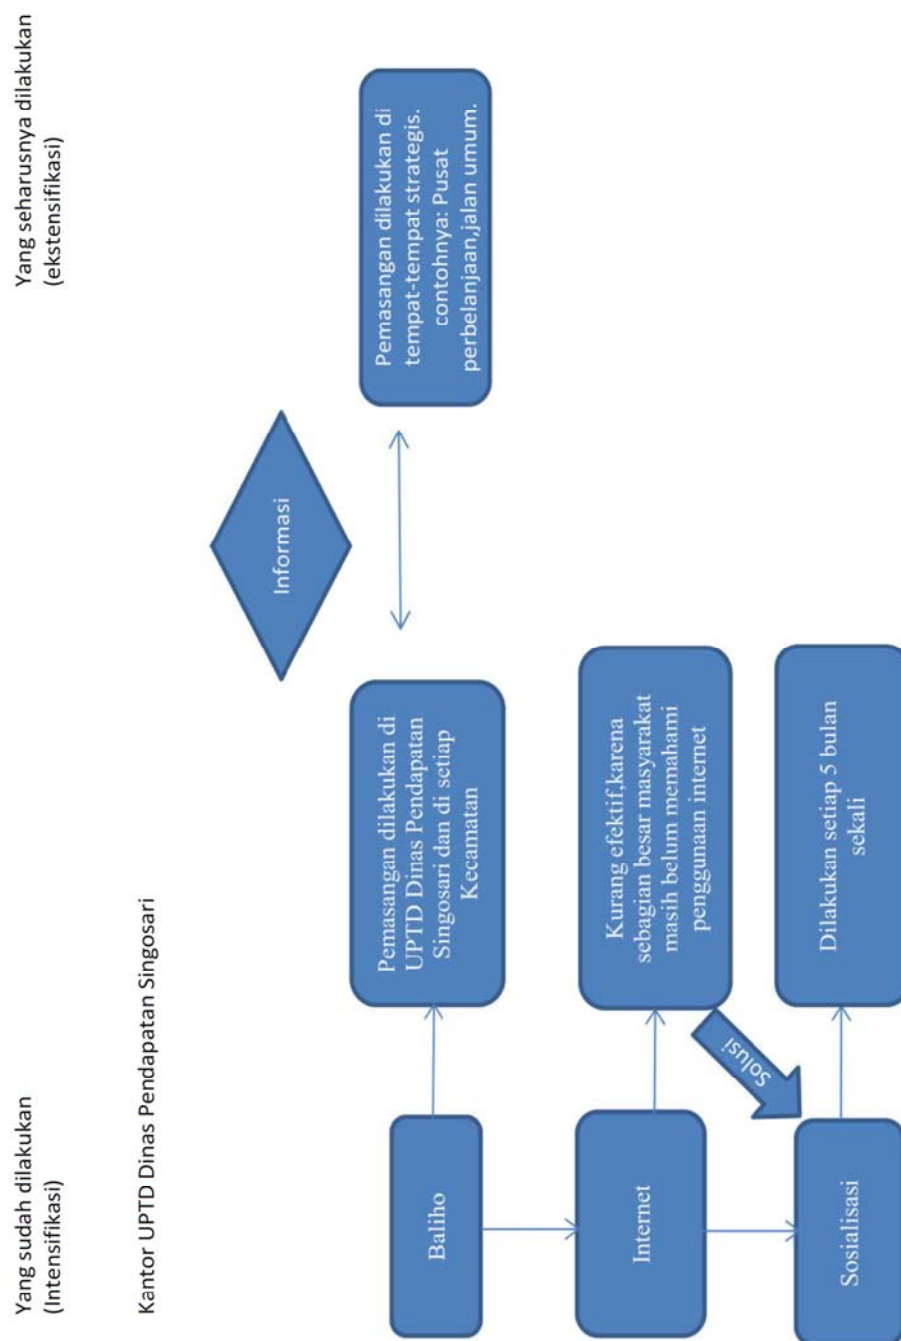 Yang sudah dilakukan
(Intensifikasi)
Yang seharusnya dilakukan
(ekstensifikasi)
Kantor UPTD Dinas Pendapatan Singosari
Informasi
Baliho
Pemasangan dilakukan di
UPTD Dinas Pendapatan
Singosari dan di setiap
Kecamatan
Pemasangan dilakukan di
tempat-tempat strategis.
contohnya: Pusat
perbelanjaan,jalan umum.
Internet
Kurang efektif,karena
sebagian besar masyarakat
masih belum memahami
penggunaan internet
Solusi
Sosialisasi
Dilakukan setiap 5 bulan
sekali